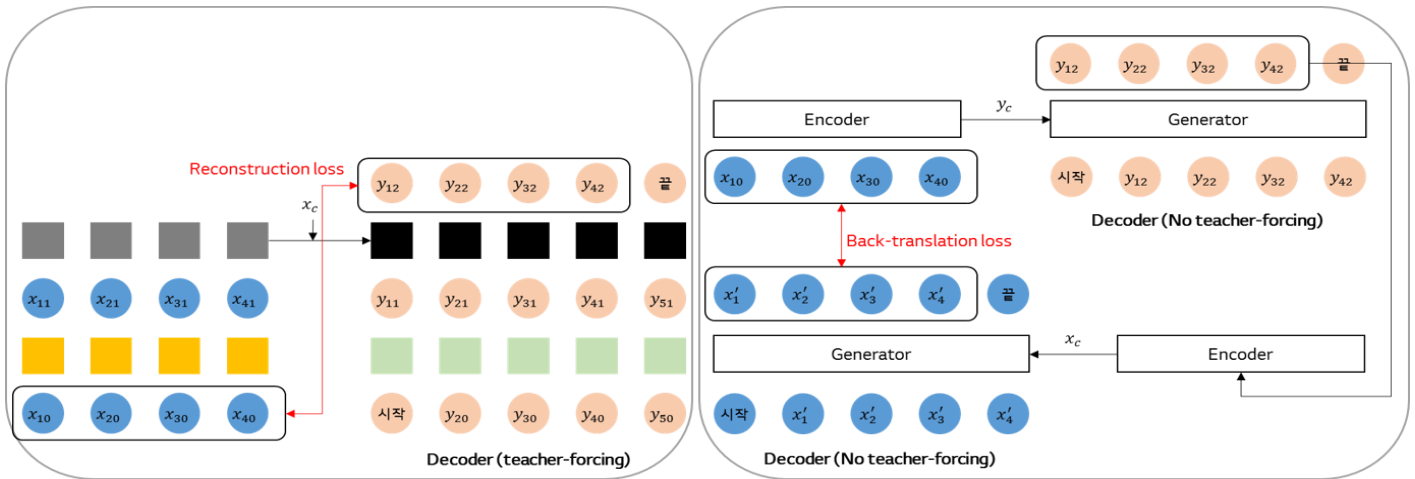 Reconstruction loss
y₁₂ y₂₂ y₃₂ y₄₂ 끝
x_c
x₁₁ x₂₁ x₃₁ x₄₁
y₁₁ y₂₁ y₃₁ y₄₁ y₅₁
x₁₀ x₂₀ x₃₀ x₄₀
시작 y₂₀ y₃₀ y₄₀ y₅₀
Decoder (teacher-forcing)
y₁₂ y₂₂ y₃₂ y₄₂ 끝
Encoder
y_c
Generator
x₁₀ x₂₀ x₃₀ x₄₀
시작 y₁₂ y₂₂ y₃₂ y₄₂
Decoder (No teacher-forcing)
Back-translation loss
x′₁ x′₂ x′₃ x′₄ 끝
Generator
x_c
Encoder
시작 x′₁ x′₂ x′₃ x′₄
Decoder (No teacher-forcing)